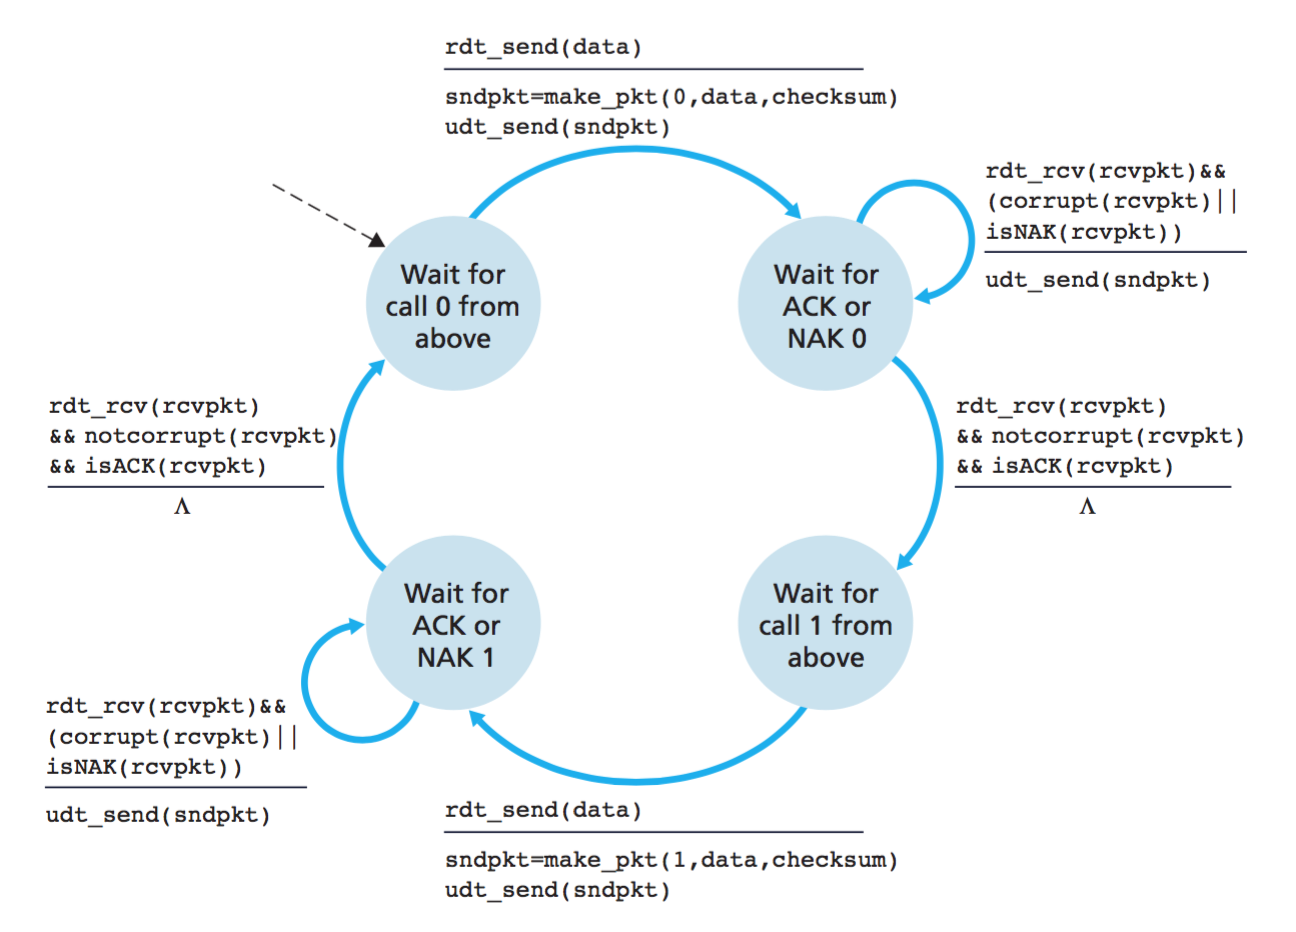 rdt_send(data)
sndpkt=make_pkt(0,data,checksum)
udt_send(sndpkt)
rdt_rcv(rcvpkt)&&
(corrupt(rcvpkt)||
isNAK(rcvpkt))
udt_send(sndpkt)
Wait for
call 0 from
above
Wait for
ACK or
NAK 0
rdt_rcv(rcvpkt)
&& notcorrupt(rcvpkt)
&& isACK(rcvpkt)
Λ
rdt_rcv(rcvpkt)
&& notcorrupt(rcvpkt)
&& isACK(rcvpkt)
Λ
Wait for
ACK or
NAK 1
Wait for
call 1 from
above
rdt_rcv(rcvpkt)&&
(corrupt(rcvpkt)||
isNAK(rcvpkt))
udt_send(sndpkt)
rdt_send(data)
sndpkt=make_pkt(1,data,checksum)
udt_send(sndpkt)